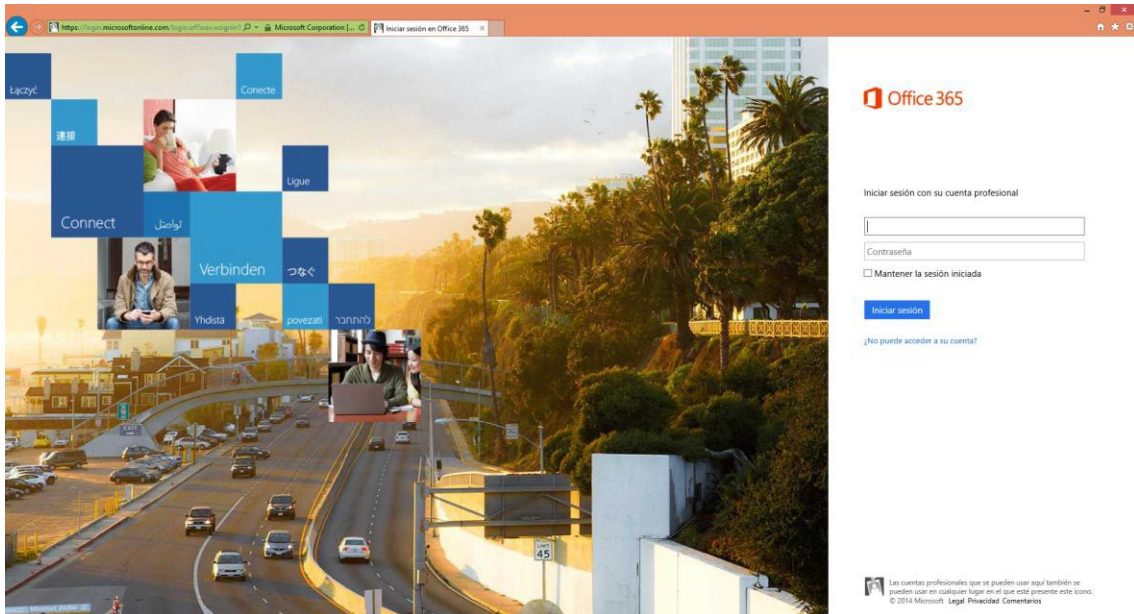 https://login.microsoftonline.com/login.srf?wa=wsignin1
Microsoft Corporation [...
Iniciar sesión en Office 365
Łączyć
Conecte
連接
Ligue
Connect
تواصل
Verbinden
つなぐ
Yhdistä
povezati
להתחבר
EXIT
LIMIT
45
Office 365
Iniciar sesión con su cuenta profesional
Contraseña
Mantener la sesión iniciada
Iniciar sesión
¿No puede acceder a su cuenta?
Las cuentas profesionales que se pueden usar aquí también se
pueden usar en cualquier lugar en el que esté presente este icono.
© 2014 Microsoft Legal Privacidad Comentarios